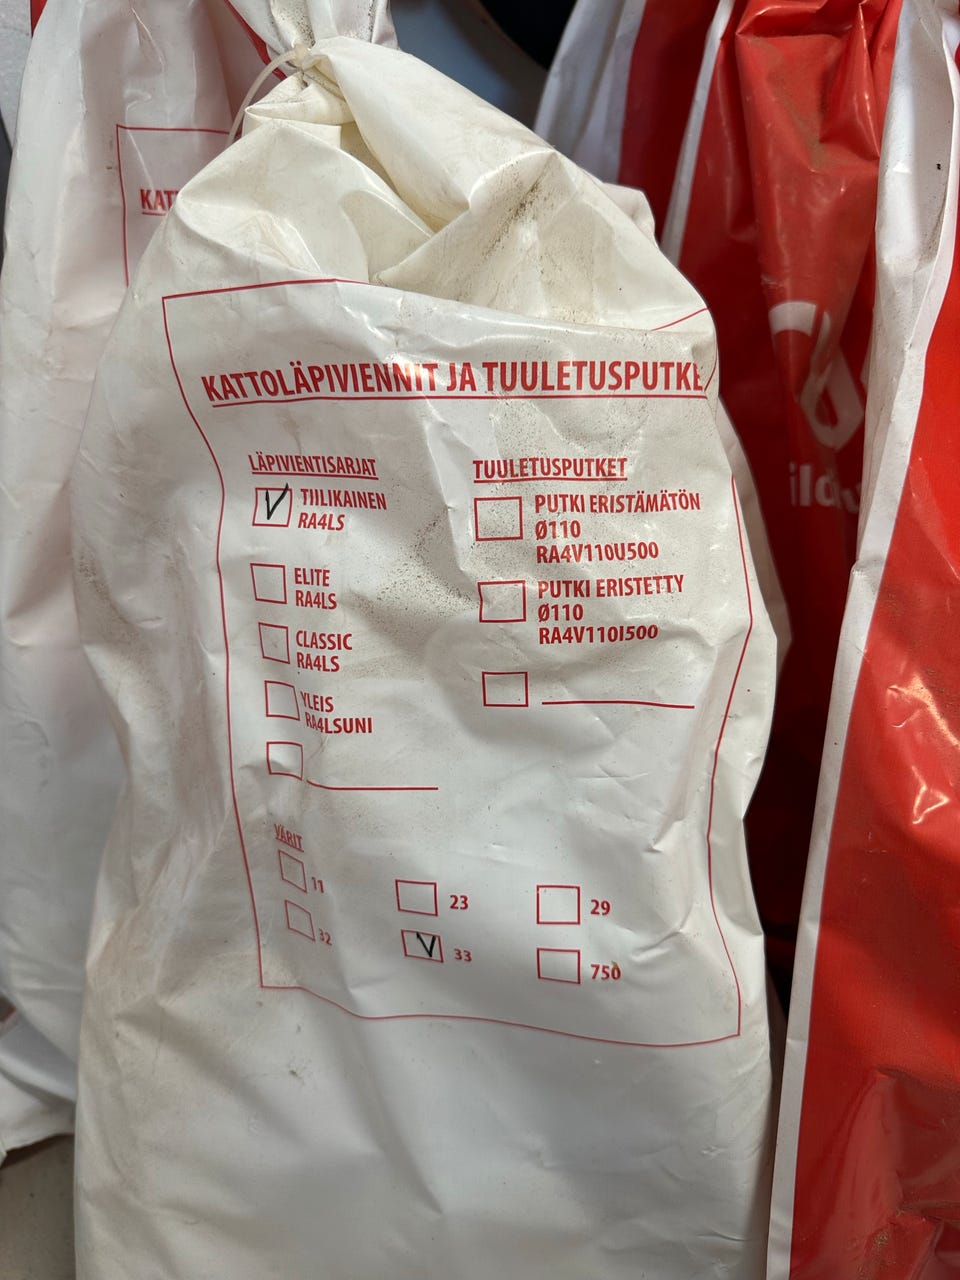 KATTOLÄPIVIENNIT JA TUULETUSPUTKE
LÄPIVIENTISARJAT
TIILIKAINEN
RA4LS
ELITE
RA4LS
CLASSIC
RA4LS
YLEIS
RA4LSUNI
TUULETUSPUTKET
PUTKI ERISTÄMÄTÖN
Ø110
RA4V110U500
PUTKI ERISTETTY
Ø110
RA4V110I500
VÄRIT
11
23
29
32
33
750
KAT